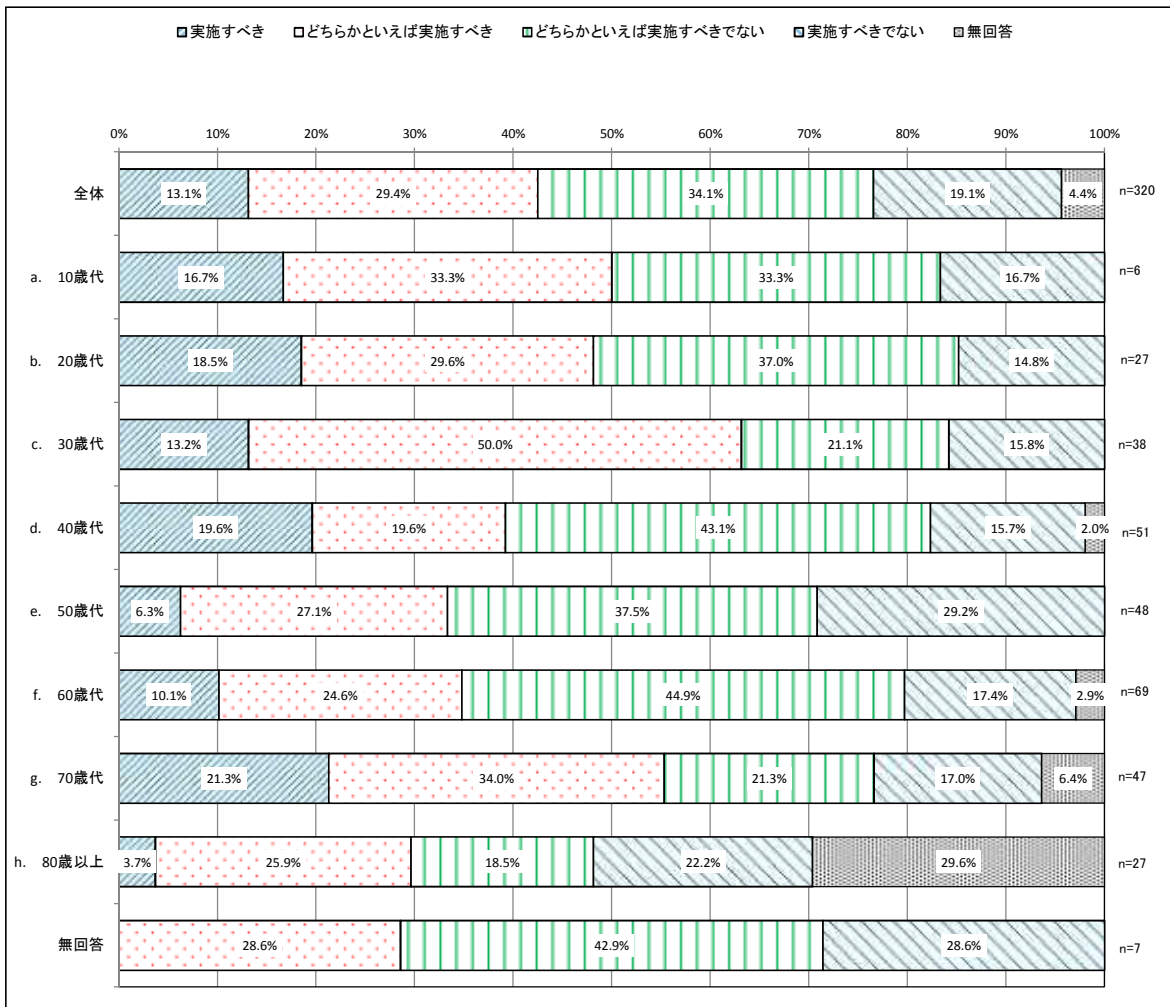 実施すべき どちらかといえば実施すべき どちらかといえば実施すべきでない 実施すべきでない 無回答
0% 10% 20% 30% 40% 50% 60% 70% 80% 90% 100%
全体 13.1% 29.4% 34.1% 19.1% 4.4% n=320
a. 10歳代 16.7% 33.3% 33.3% 16.7% n=6
b. 20歳代 18.5% 29.6% 37.0% 14.8% n=27
c. 30歳代 13.2% 50.0% 21.1% 15.8% n=38
d. 40歳代 19.6% 19.6% 43.1% 15.7% 2.0% n=51
e. 50歳代 6.3% 27.1% 37.5% 29.2% n=48
f. 60歳代 10.1% 24.6% 44.9% 17.4% 2.9% n=69
g. 70歳代 21.3% 34.0% 21.3% 17.0% 6.4% n=47
h. 80歳以上 3.7% 25.9% 18.5% 22.2% 29.6% n=27
無回答 28.6% 42.9% 28.6% n=7